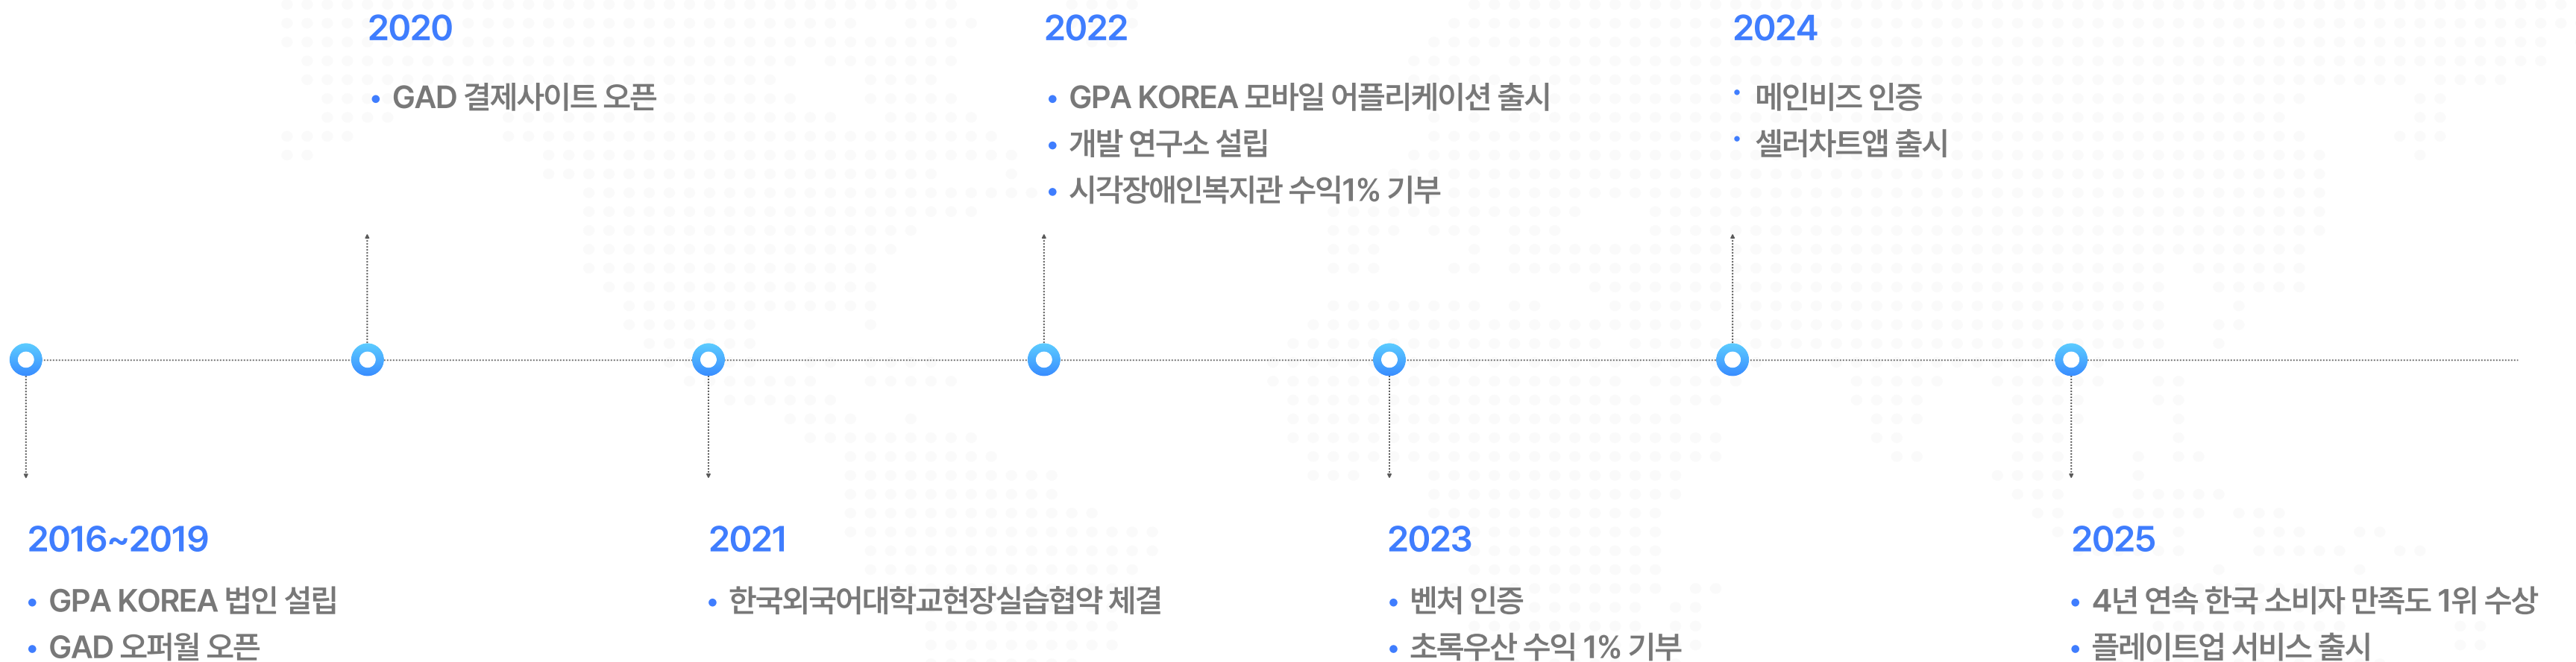 2020
• GAD 결제사이트 오픈
2022
• GPA KOREA 모바일 어플리케이션 출시
• 개발 연구소 설립
• 시각장애인복지관 수익1% 기부
2024
• 메인비즈 인증
• 셀러차트앱 출시
2016~2019
• GPA KOREA 법인 설립
• GAD 오퍼월 오픈
2021
• 한국외국어대학교현장실습협약 체결
2023
• 벤처 인증
• 초록우산 수익 1% 기부
2025
• 4년 연속 한국 소비자 만족도 1위 수상
• 플레이트업 서비스 출시